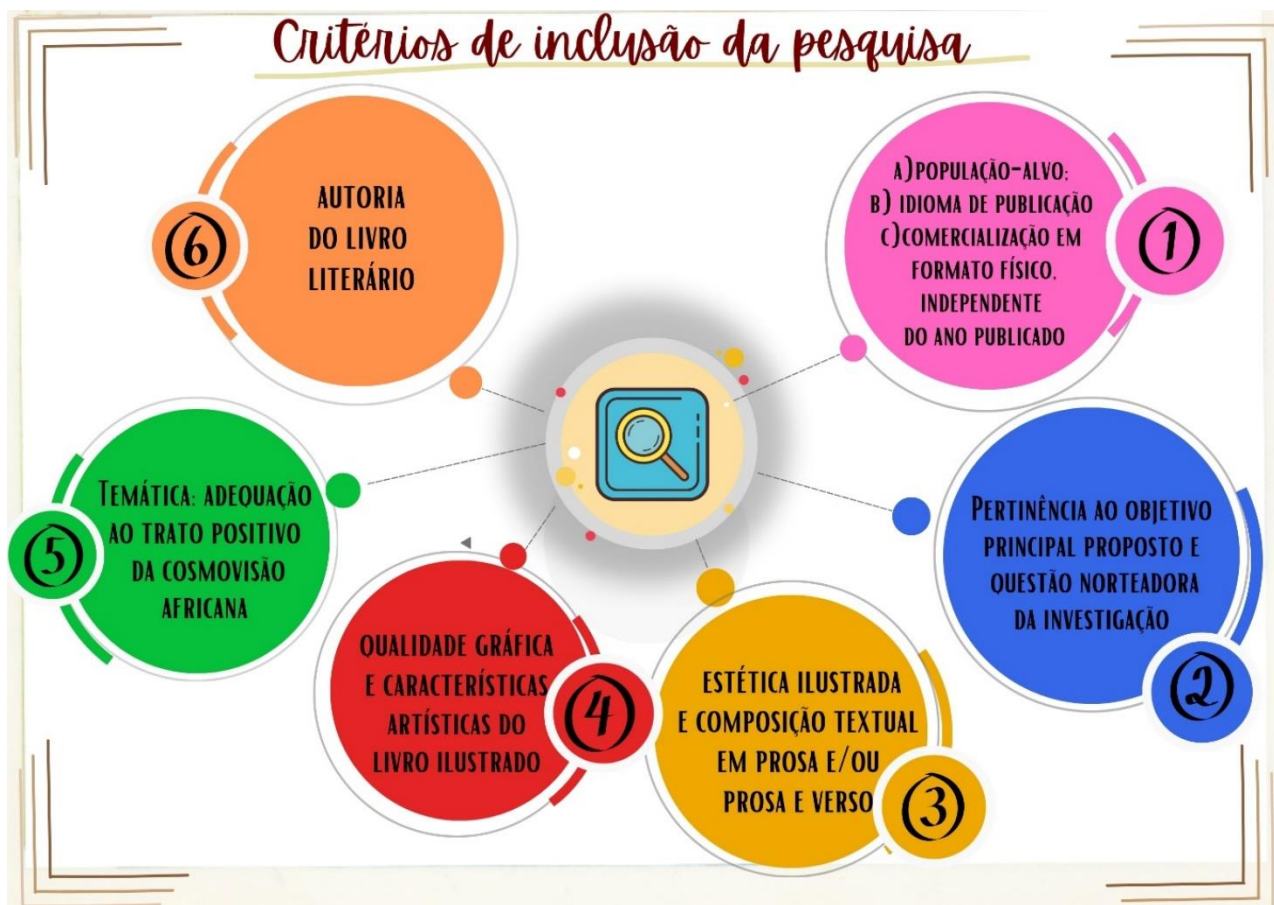 Critérios de inclusão da pesquisa
A)POPULAÇÃO-ALVO;
B) IDIOMA DE PUBLICAÇÃO
C)COMERCIALIZAÇÃO EM
FORMATO FÍSICO,
INDEPENDENTE
DO ANO PUBLICADO
1
PERTINÊNCIA AO OBJETIVO
PRINCIPAL PROPOSTO E
QUESTÃO NORTEADORA
DA INVESTIGAÇÃO
2
ESTÉTICA ILUSTRADA
E COMPOSIÇÃO TEXTUAL
EM PROSA E/OU
PROSA E VERSO
3
QUALIDADE GRÁFICA
E CARACTERÍSTICAS
ARTÍSTICAS DO
LIVRO ILUSTRADO
4
TEMÁTICA: ADEQUAÇÃO
AO TRATO POSITIVO
DA COSMOVISÃO
AFRICANA
5
AUTORIA
DO LIVRO
LITERÁRIO
6